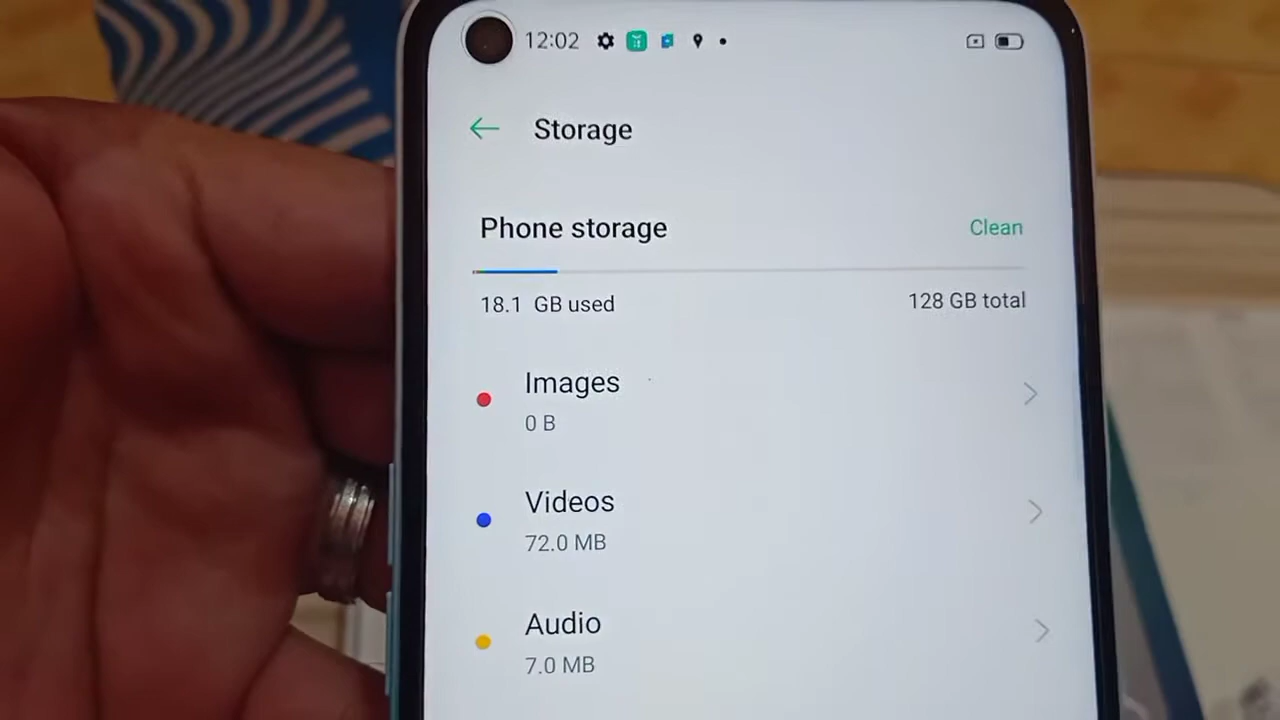 12:02
Storage
Phone storage
Clean
18.1 GB used
128 GB total
Images
0 B
Videos
72.0 MB
Audio
7.0 MB